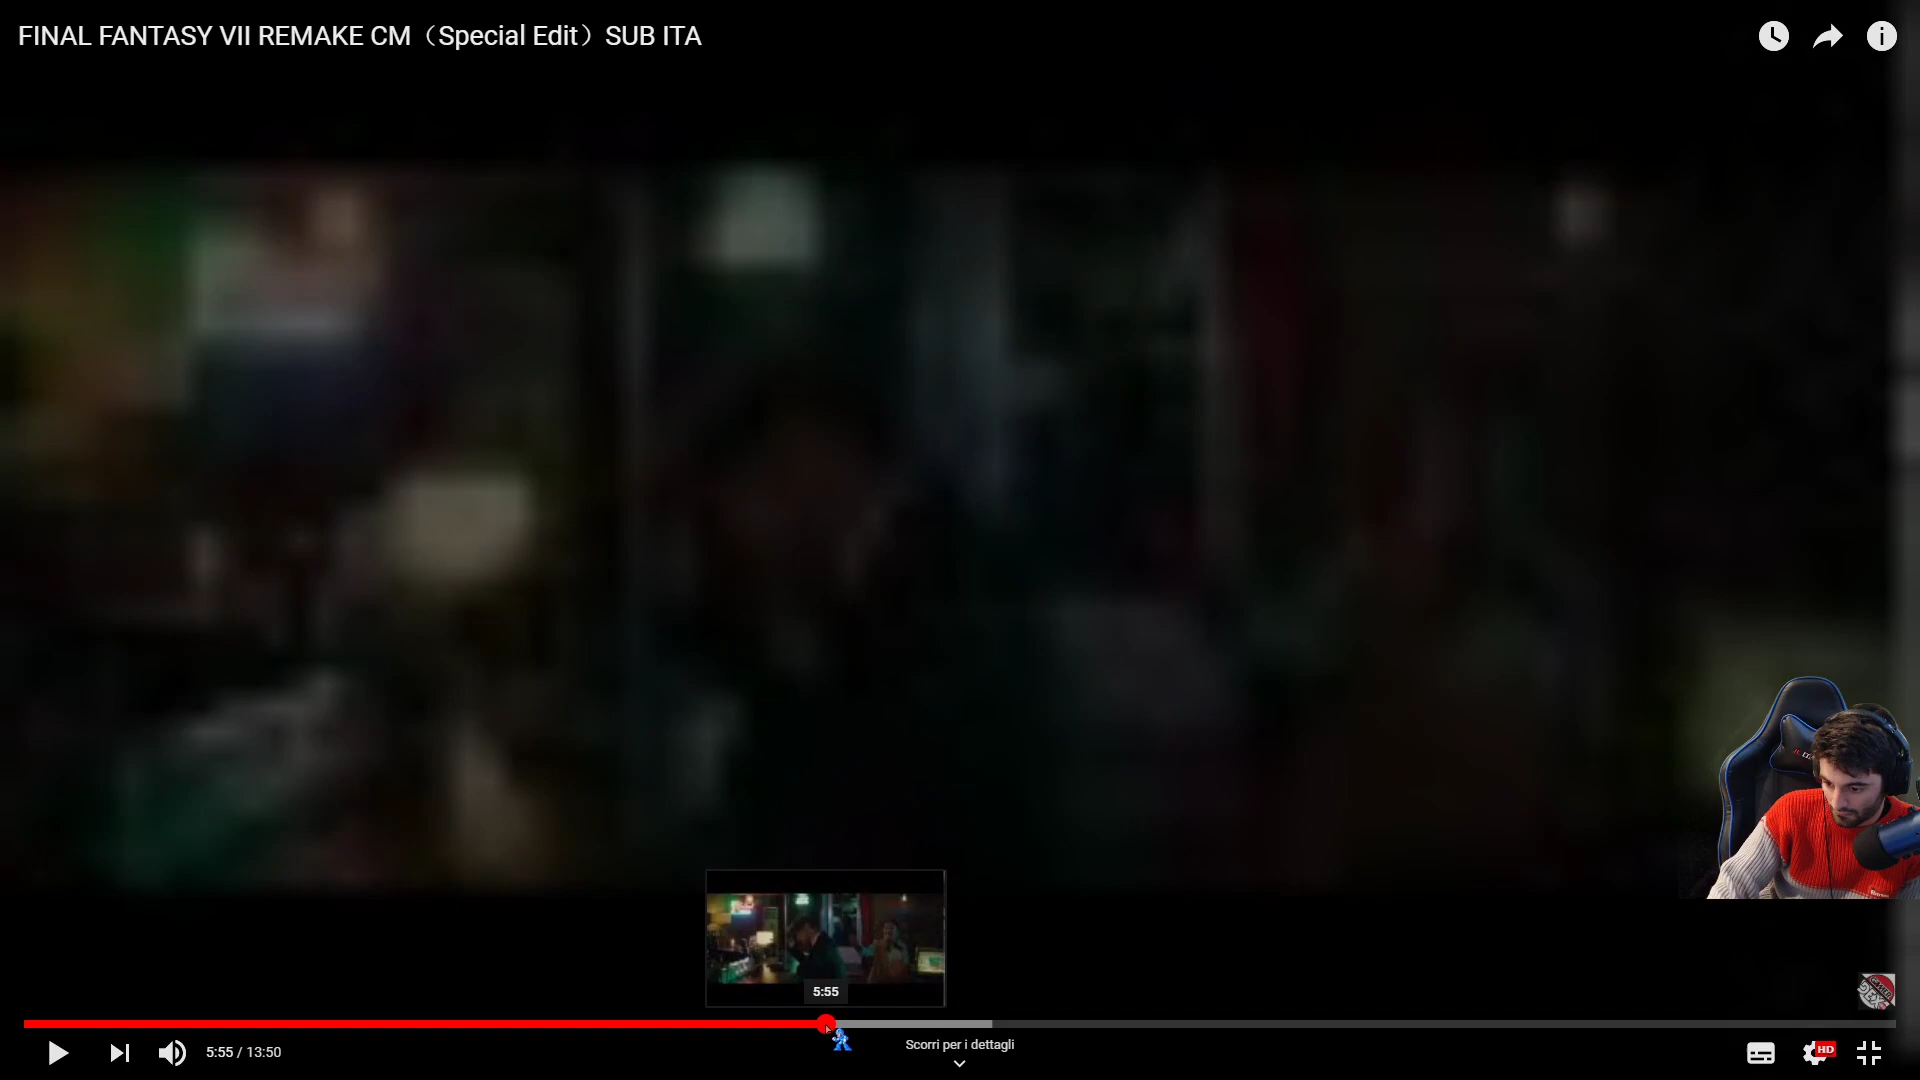 FINAL FANTASY VII REMAKE CM（Special Edit）SUB ITA
5:55
5:55 / 13:50
Scorri per i dettagli
HD